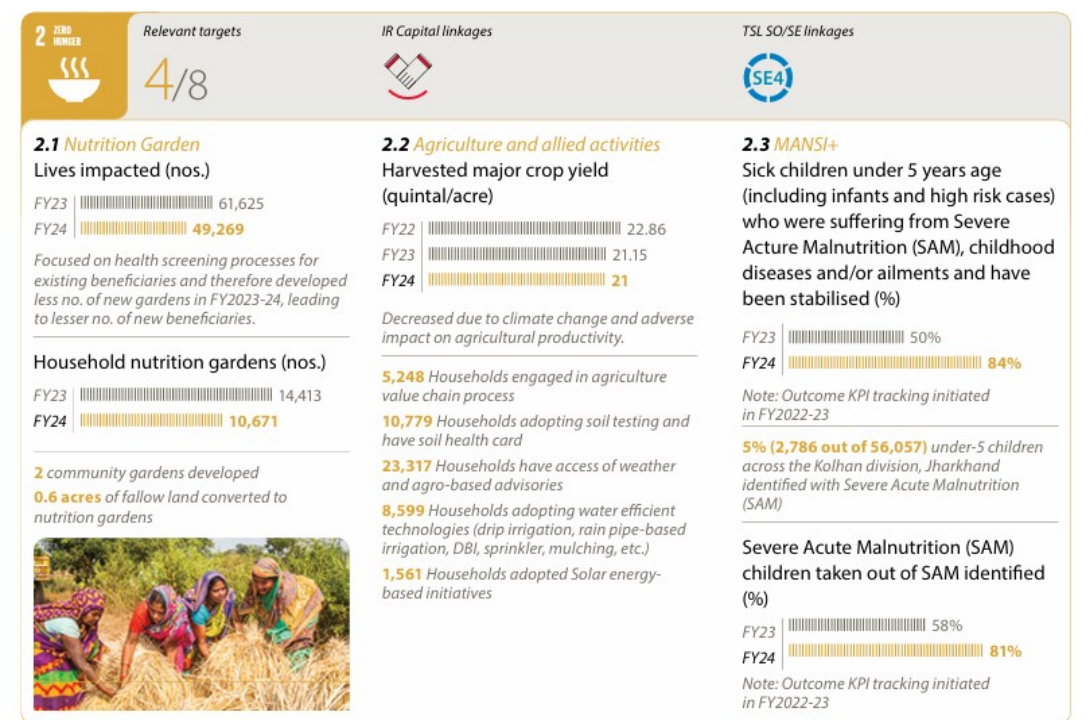 2 ZERO
HUNGER
Relevant targets
4/8
IR Capital linkages
TSL SO/SE linkages
SE4
2.1 Nutrition Garden
Lives impacted (nos.)
FY23 61,625
FY24 49,269
Focused on health screening processes for
existing beneficiaries and therefore developed
less no. of new gardens in FY2023-24, leading
to lesser no. of new beneficiaries.
Household nutrition gardens (nos.)
FY23 14,413
FY24 10,671
2 community gardens developed
0.6 acres of fallow land converted to
nutrition gardens
2.2 Agriculture and allied activities
Harvested major crop yield
(quintal/acre)
FY22 22.86
FY23 21.15
FY24 21
Decreased due to climate change and adverse
impact on agricultural productivity.
5,248 Households engaged in agriculture
value chain process
10,779 Households adopting soil testing and
have soil health card
23,317 Households have access of weather
and agro-based advisories
8,599 Households adopting water efficient
technologies (drip irrigation, rain pipe-based
irrigation, DBI, sprinkler, mulching, etc.)
1,561 Households adopted Solar energy-
based initiatives
2.3 MANSI+
Sick children under 5 years age
(including infants and high risk cases)
who were suffering from Severe
Acture Malnutrition (SAM), childhood
diseases and/or ailments and have
been stabilised (%)
FY23 50%
FY24 84%
Note: Outcome KPI tracking initiated
in FY2022-23
5% (2,786 out of 56,057) under-5 children
across the Kolhan division, Jharkhand
identified with Severe Acute Malnutrition
(SAM)
Severe Acute Malnutrition (SAM)
children taken out of SAM identified
(%)
FY23 58%
FY24 81%
Note: Outcome KPI tracking initiated
in FY2022-23